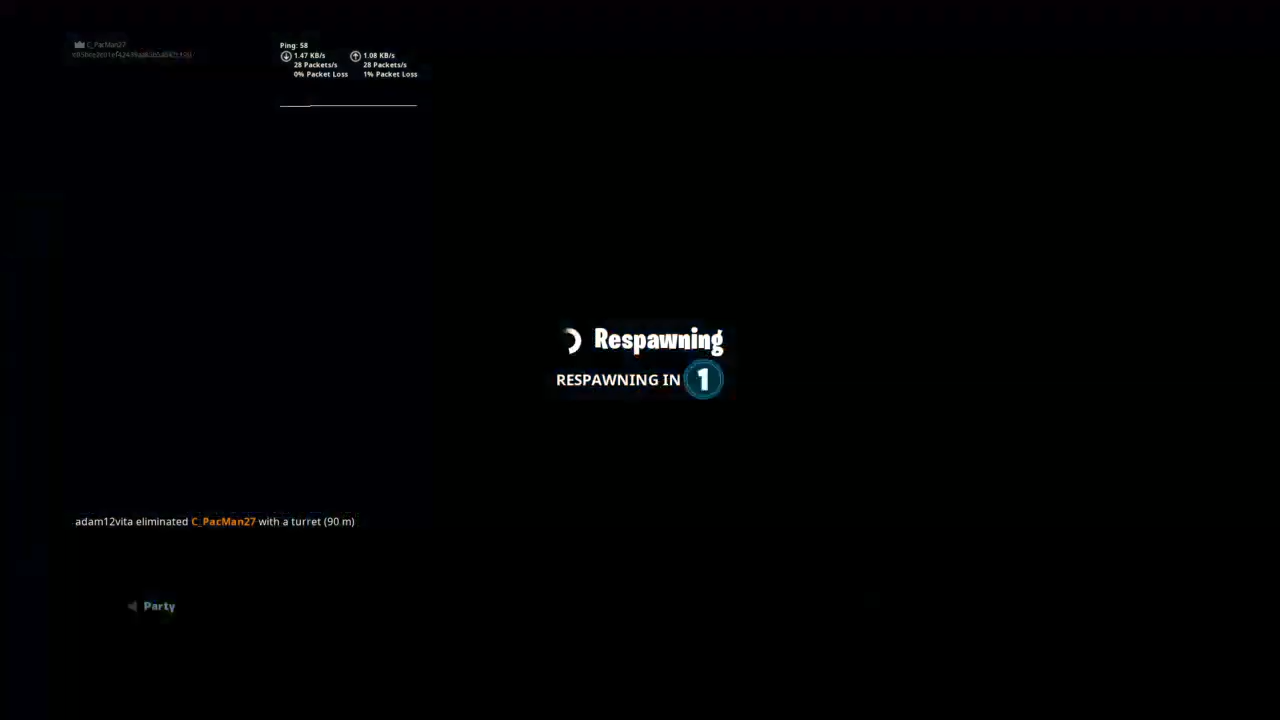 C_PacMan27
Ping: 58
1.47 KB/s 1.08 KB/s
28 Packets/s 28 Packets/s
0% Packet Loss 1% Packet Loss
Respawning
RESPAWNING IN 1
adam12vita eliminated C_PacMan27 with a turret (90 m)
Party